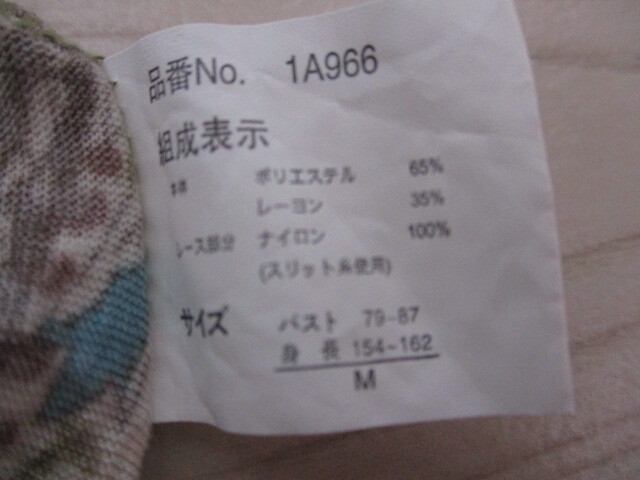 品番No. 1A966
組成表示
本体 ポリエステル 65%
レーヨン 35%
レース部分 ナイロン 100%
(スリット糸使用)
サイズ バスト 79-87
身長 154-162
M